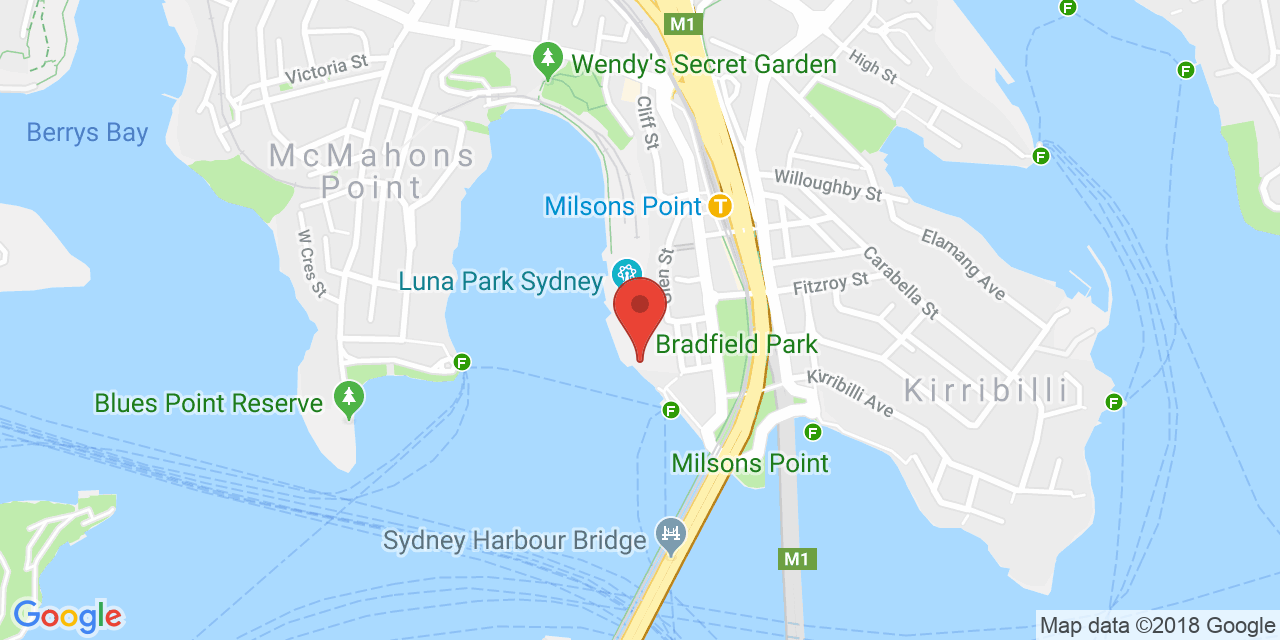 M1
Wendy's Secret Garden
High St
Victoria St
Cliff St
Berrys Bay
McMahons
Point
Willoughby St
Milsons Point
T
W Cres St
Elamang Ave
Carabella St
Luna Park Sydney
Fitzroy St
Bradfield Park
Kirribilli Ave
Kirribilli
Blues Point Reserve
Milsons Point
Sydney Harbour Bridge
M1
F
F
F
F
F
F
F
Google
Map data ©2018 Google